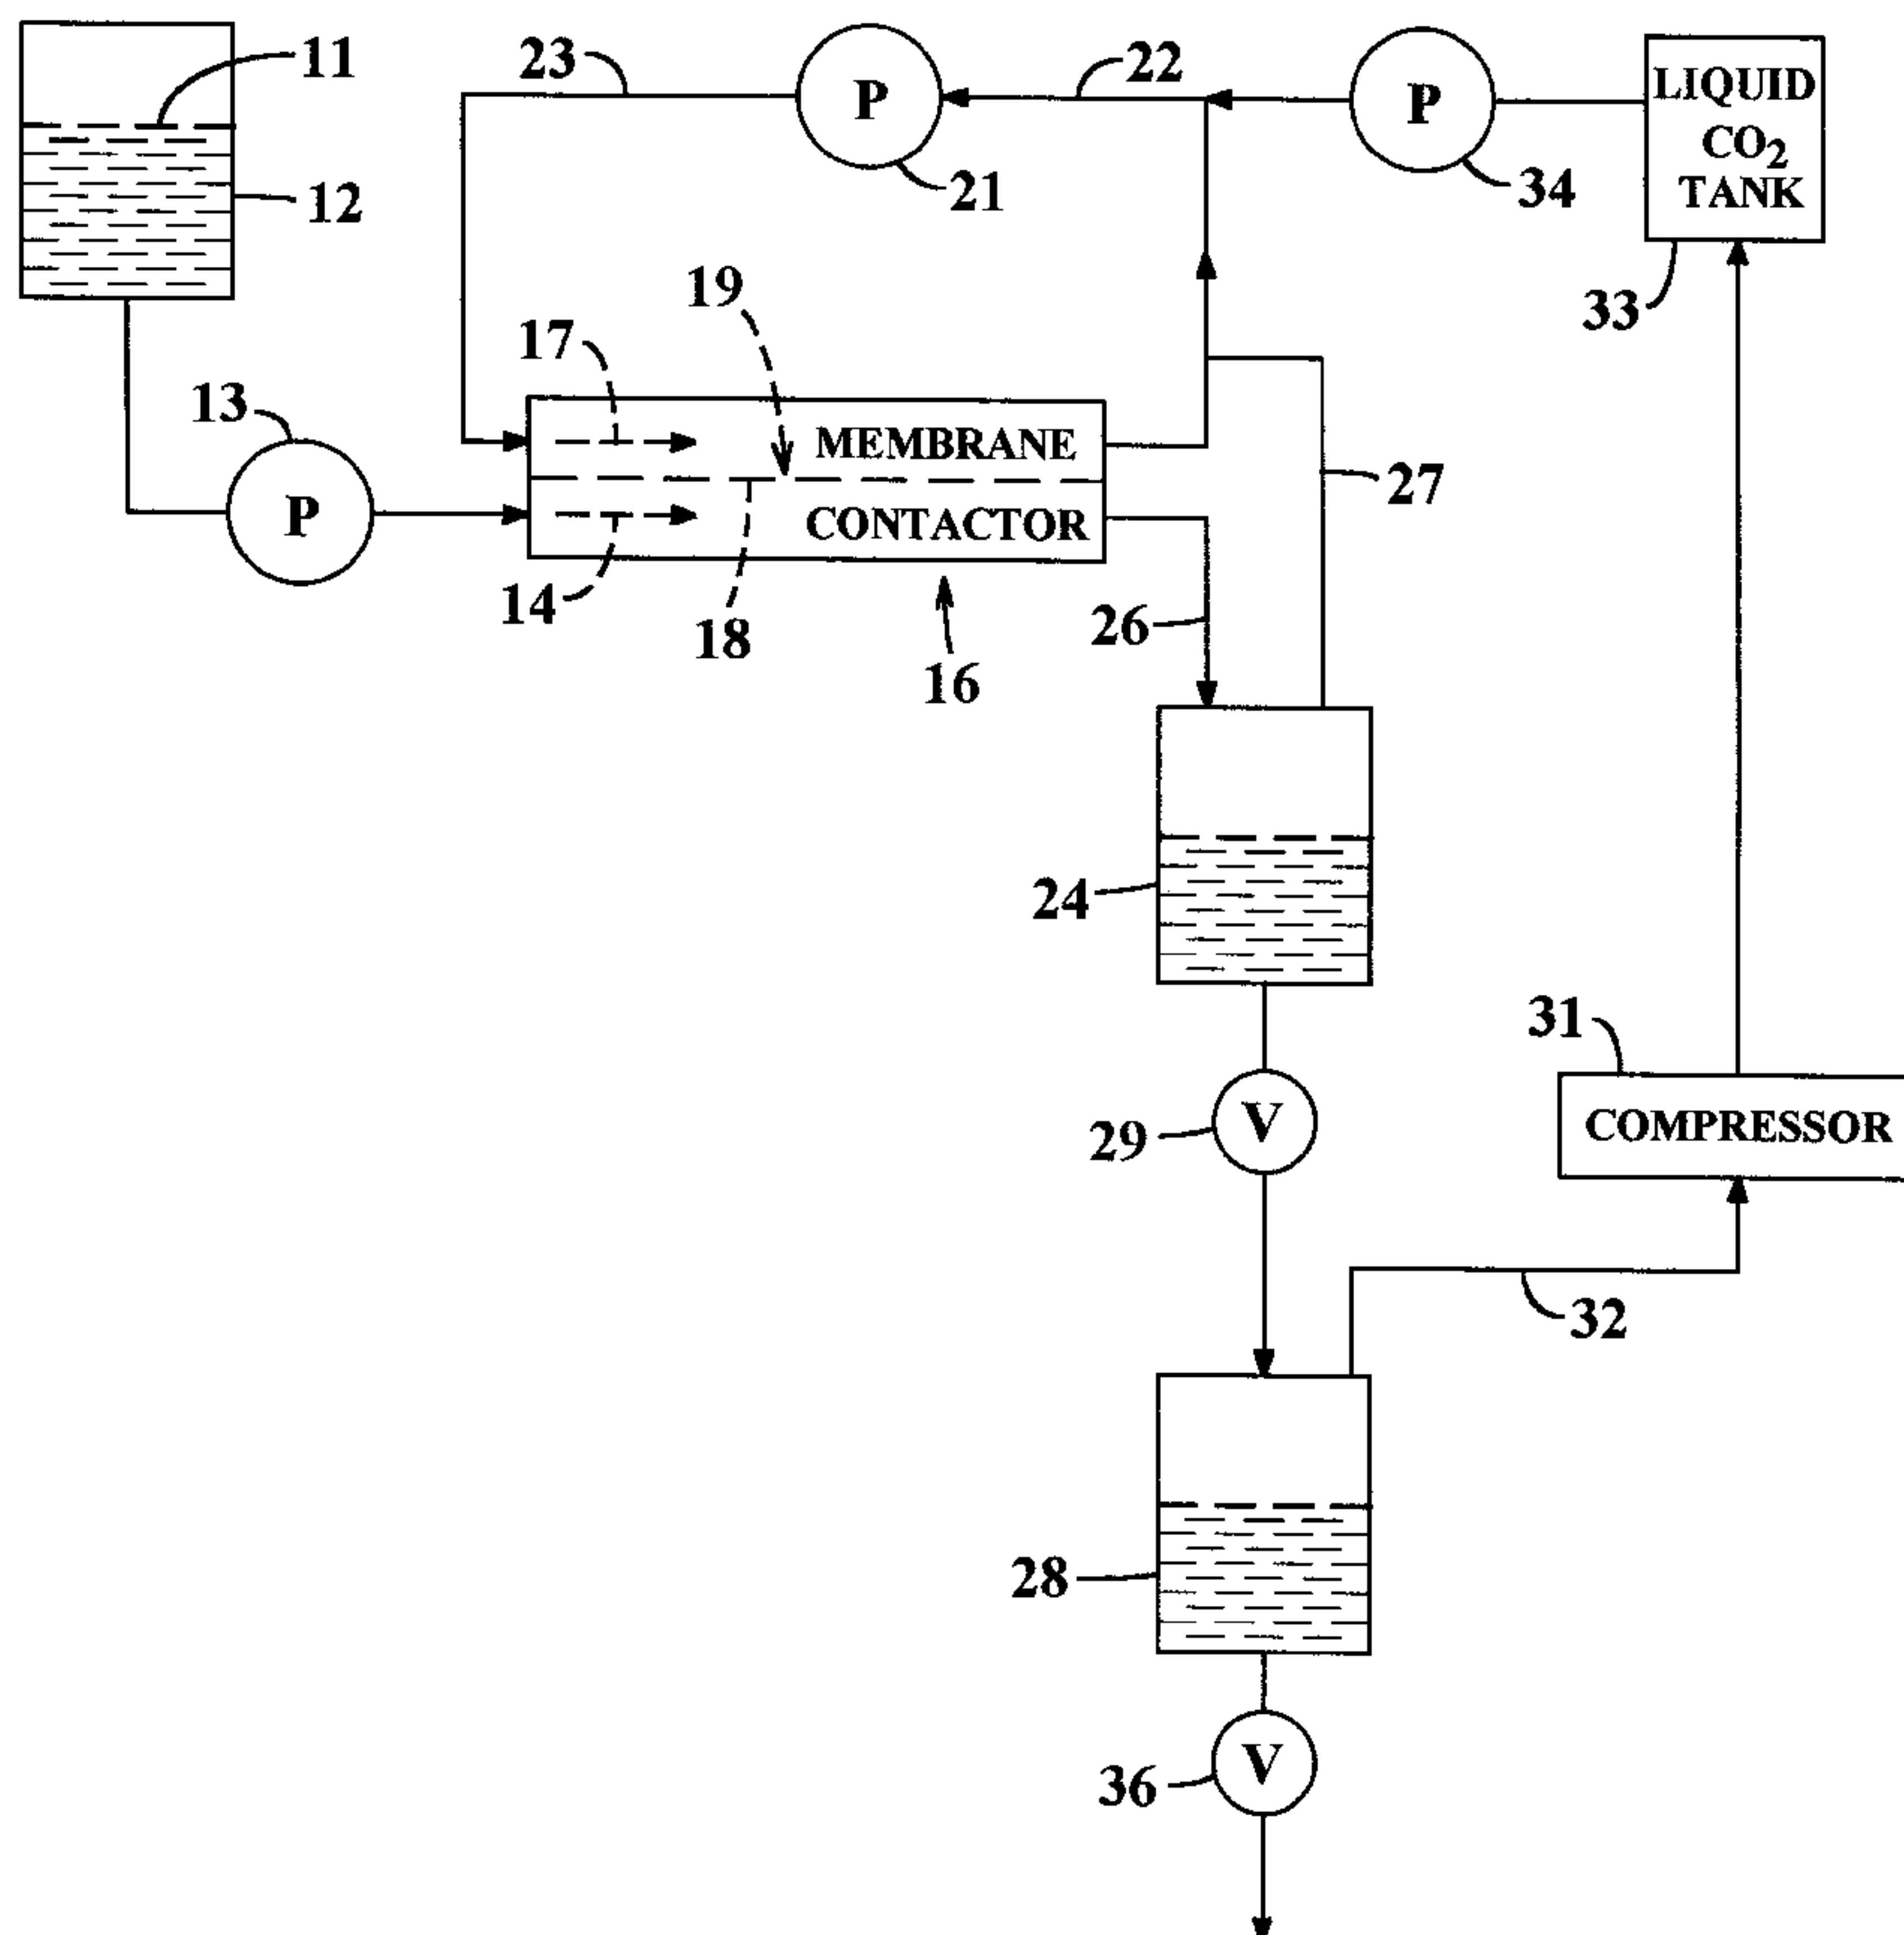 11
12
13
P
23
P
21
22
P
34
LIQUID
CO2
TANK
33
17
19
MEMBRANE
CONTACTOR
14
18
16
26
27
24
29
V
31
COMPRESSOR
32
28
36
V